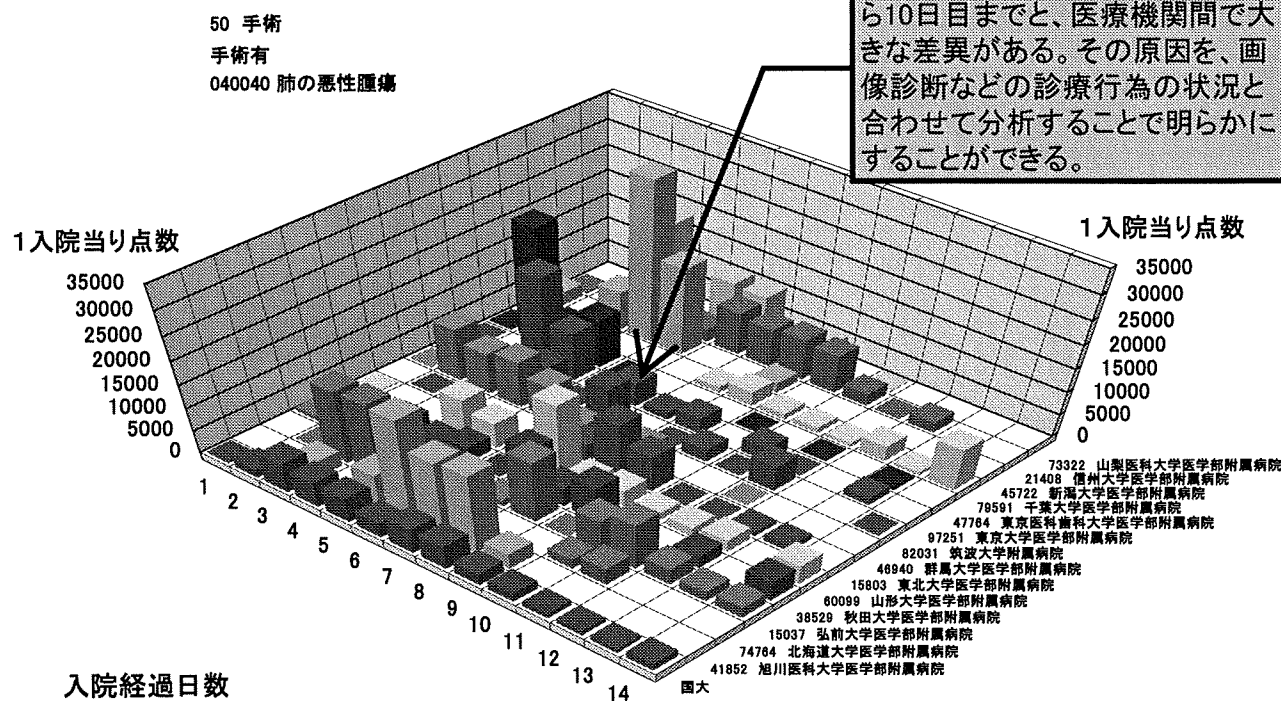 50 手術
手術有
040040 肺の悪性腫瘍
ら10日目までと、医療機関間で大
きな差異がある。その原因を、画
像診断などの診療行為の状況と
合わせて分析することで明らかに
することができる。
1入院当り点数
35000
30000
25000
20000
15000
10000
5000
0
1入院当り点数
35000
30000
25000
20000
15000
10000
5000
0
1
2
3
4
5
6
7
8
9
10
11
12
13
14
入院経過日数
73322 山梨医科大学医学部附属病院
21408 信州大学医学部附属病院
45722 新潟大学医学部附属病院
79591 千葉大学医学部附属病院
47764 東京医科歯科大学医学部附属病院
97251 東京大学医学部附属病院
82031 筑波大学附属病院
46940 群馬大学医学部附属病院
15803 東北大学医学部附属病院
60099 山形大学医学部附属病院
38529 秋田大学医学部附属病院
15037 弘前大学医学部附属病院
74764 北海道大学医学部附属病院
41852 旭川医科大学医学部附属病院
国大